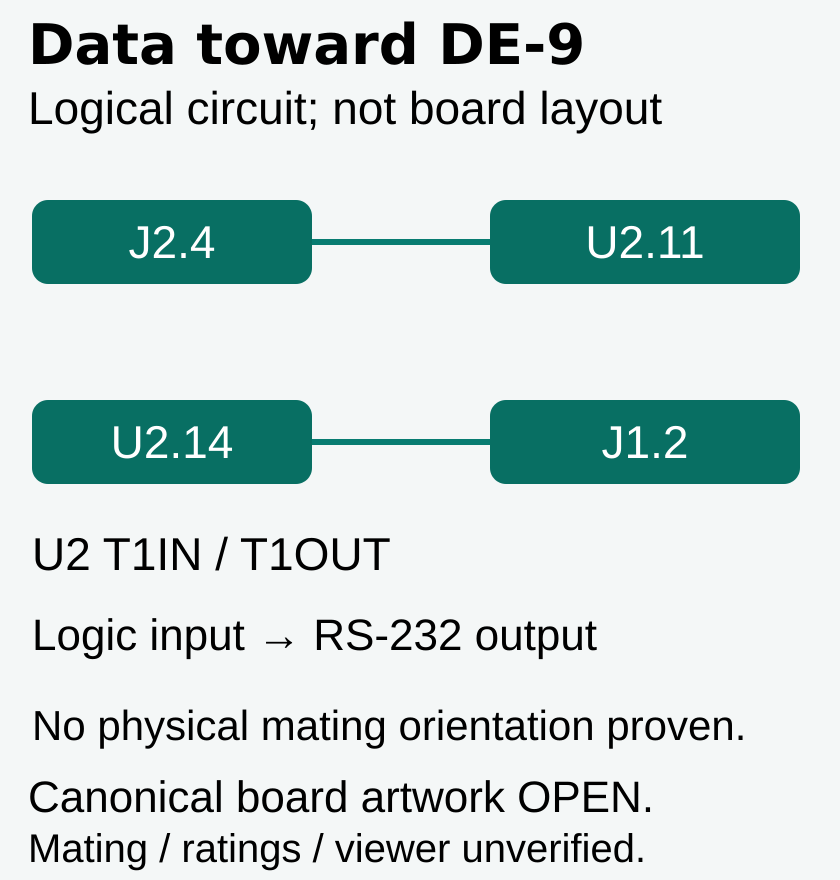 Data toward DE-9
Logical circuit; not board layout
J2.4
U2.11
U2.14
J1.2
U2 T1IN / T1OUT
Logic input → RS-232 output
No physical mating orientation proven.
Canonical board artwork OPEN.
Mating / ratings / viewer unverified.